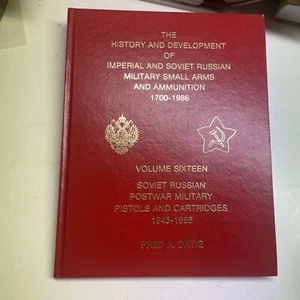 THE
HISTORY AND DEVELOPMENT
OF
IMPERIAL AND SOVIET RUSSIAN
MILITARY SMALL ARMS
AND AMMUNITION
1700-1986
VOLUME SIXTEEN
SOVIET RUSSIAN
POSTWAR MILITARY
PISTOLS AND CARTRIDGES
1945-1986
FRED A. DATIG